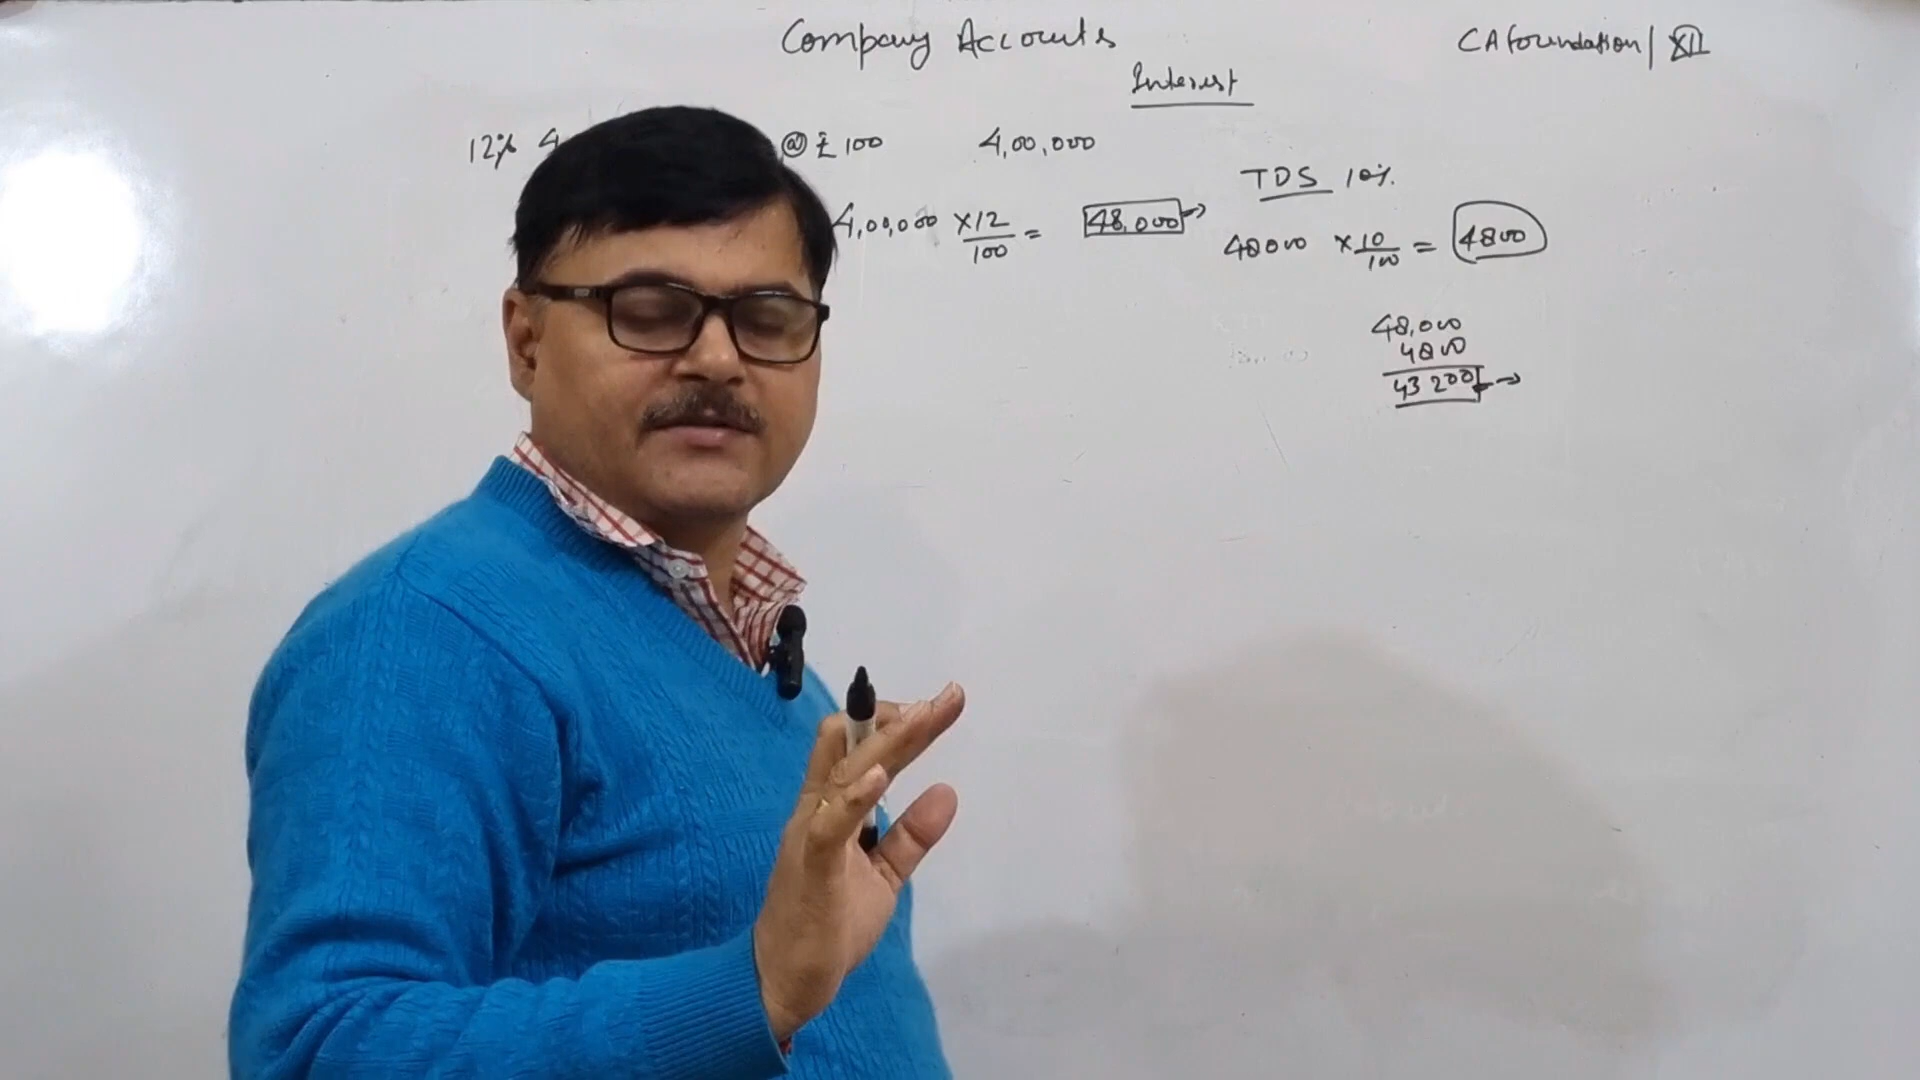 Company Accounts
CA foundation / XII
Interest
12% 4 @ ₹ 100 4,00,000
TDS 10%
4,00,000 × 12/100 = 48,000 →
48000 × 10/100 = 4800
48,000
4800
43200 →